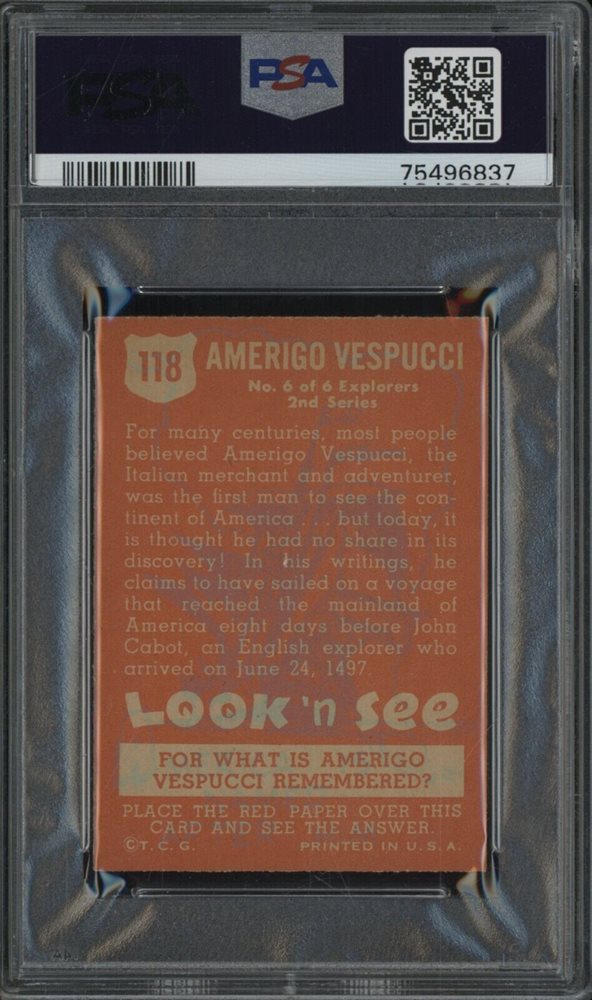 PSA
75496837
118 AMERIGO VESPUCCI
No. 6 of 6 Explorers
2nd Series
For many centuries, most people
believed Amerigo Vespucci, the
Italian merchant and adventurer,
was the first man to see the con-
tinent of America . . . but today, it
is thought he had no share in its
discovery! In his writings, he
claims to have sailed on a voyage
that reached the mainland of
America eight days before John
Cabot, an English explorer who
arrived on June 24, 1497
LOOK 'n See
FOR WHAT IS AMERIGO
VESPUCCI REMEMBERED?
PLACE THE RED PAPER OVER THIS
CARD AND SEE THE ANSWER.
©T.C.G. PRINTED IN U.S.A.